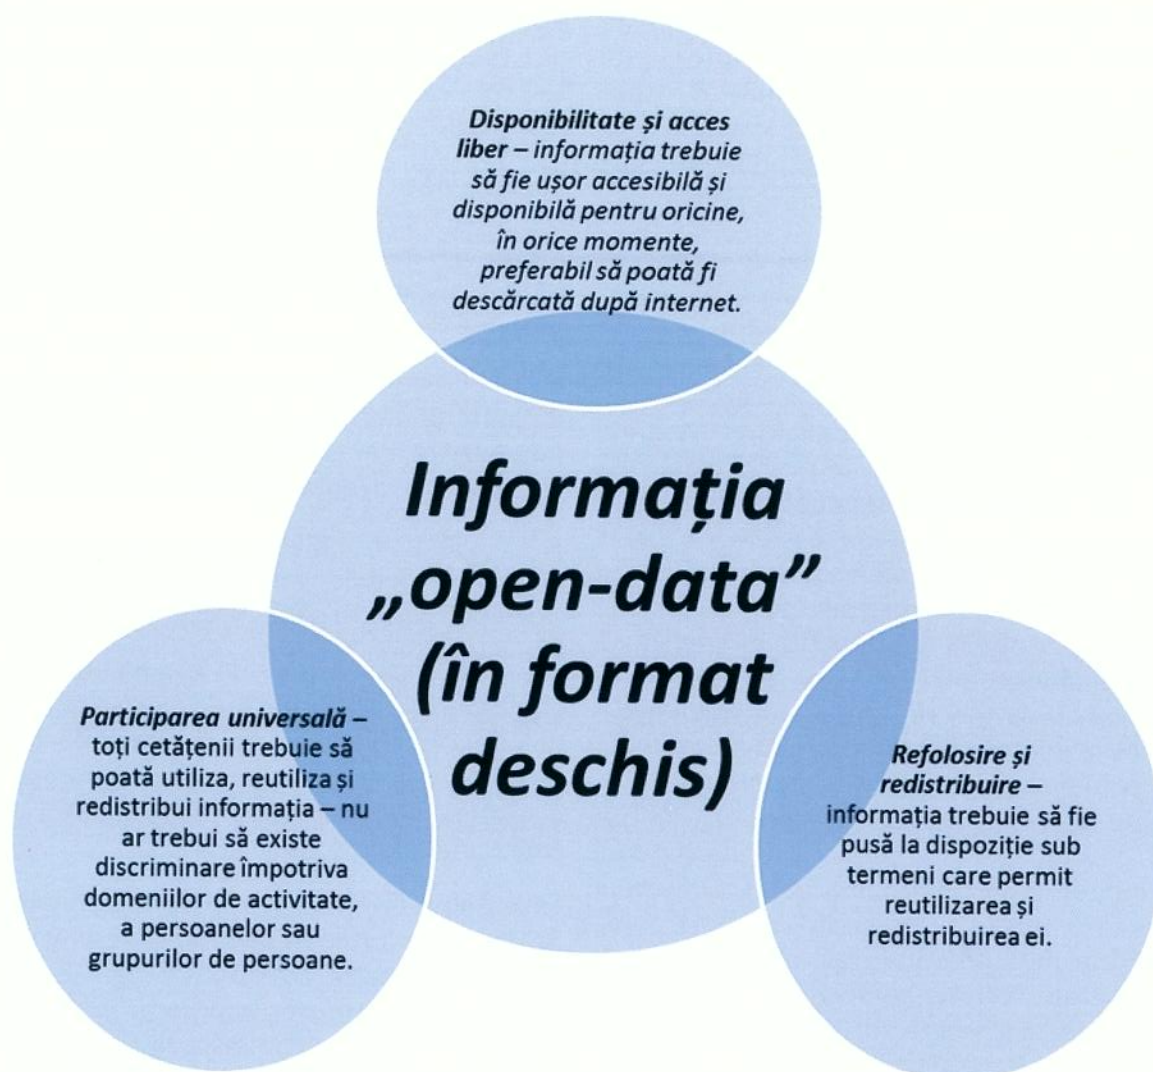 Disponibilitate și acces
liber – informația trebuie
să fie ușor accesibilă și
disponibilă pentru oricine,
în orice momente,
preferabil să poată fi
descărcată după internet.
Informația
„open-data”
(în format
deschis)
Participarea universală –
toți cetățenii trebuie să
poată utiliza, reutiliza și
redistribui informația – nu
ar trebui să existe
discriminare împotriva
domeniilor de activitate,
a persoanelor sau
grupurilor de persoane.
Refolosire și
redistribuire –
informația trebuie să fie
pusă la dispoziție sub
termeni care permit
reutilizarea și
redistribuirea ei.